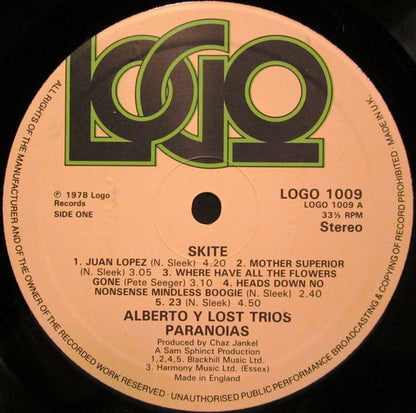 LOGO
ALL RIGHTS OF THE MANUFACTURER AND OF THE OWNER OF THE RECORDED WORK RESERVED · UNAUTHORISED PUBLIC PERFORMANCE BROADCASTING & COPYING OF RECORD PROHIBITED · MADE IN U.K.
℗ 1978 Logo
Records
SIDE ONE
LOGO 1009
LOGO 1009 A
33⅓ RPM
Stereo
SKITE
1. JUAN LOPEZ (N. Sleek) 4.20 2. MOTHER SUPERIOR
(N. Sleek) 3.05 3. WHERE HAVE ALL THE FLOWERS
GONE (Pete Seeger) 3.10 4. HEADS DOWN NO
NONSENSE MINDLESS BOOGIE (N. Sleek) 2.40
5. 23 (N. Sleek) 4.50
ALBERTO Y LOST TRIOS
PARANOIAS
Produced by Chaz Jankel
A Sam Sphinct Production
1,2,4,5. Blackhill Music Ltd.
3. Harmony Music Ltd. (Essex)
Made in England